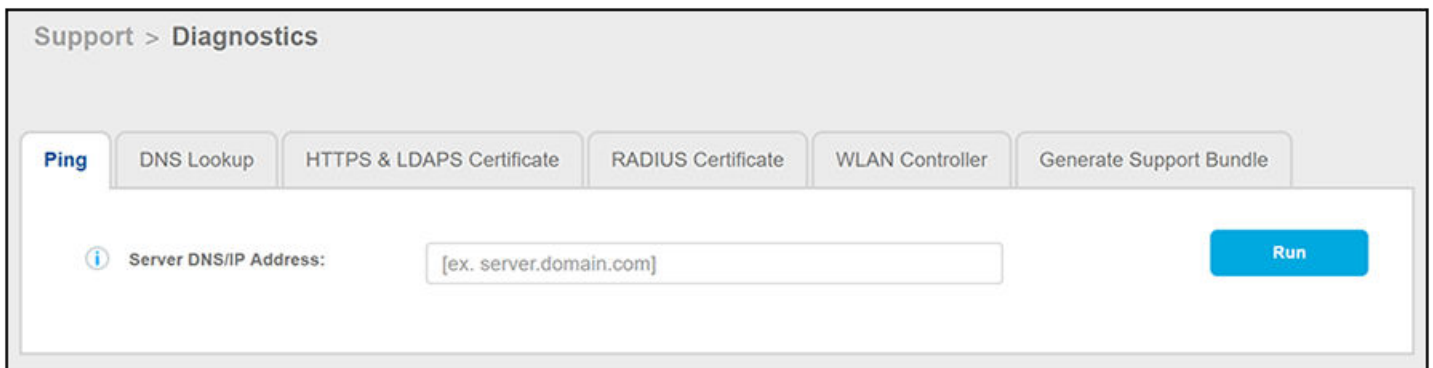 Support > Diagnostics
Ping DNS Lookup HTTPS & LDAPS Certificate RADIUS Certificate WLAN Controller Generate Support Bundle
Server DNS/IP Address: [ex. server.domain.com] Run